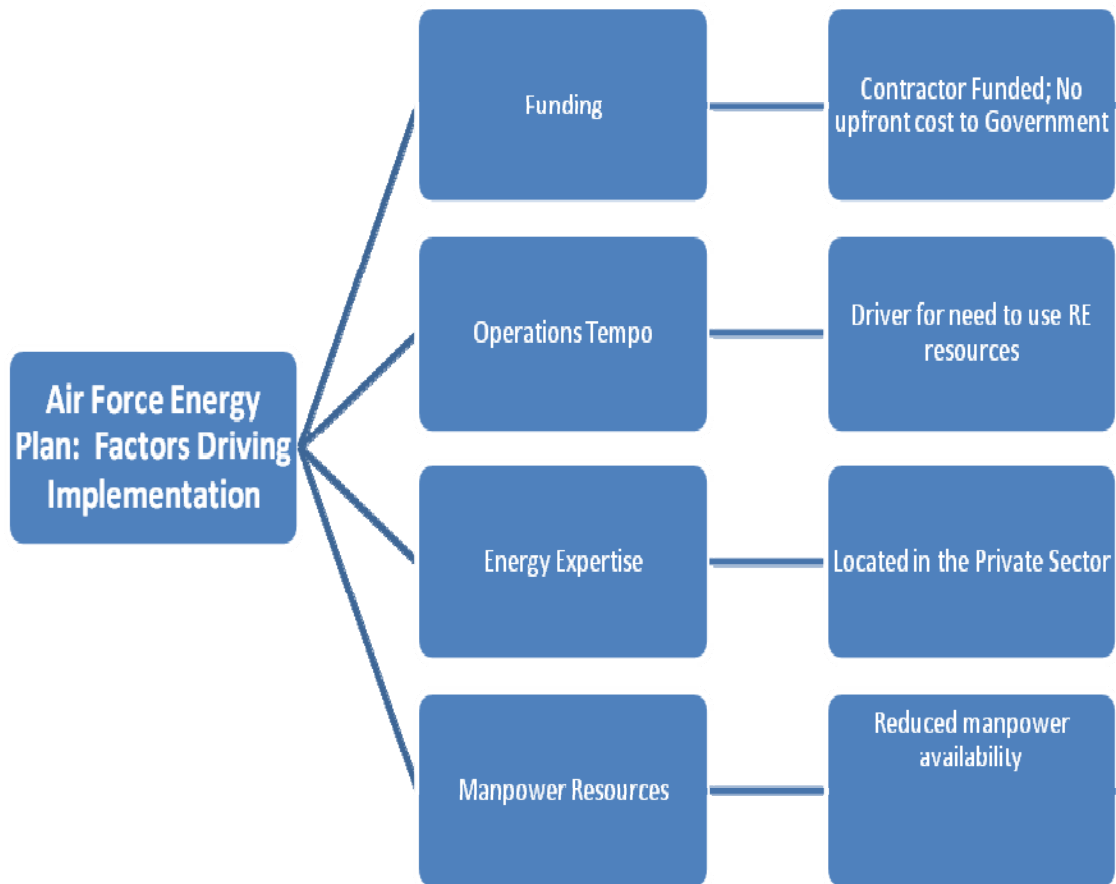 Air Force Energy
Plan: Factors Driving
Implementation
Funding
Contractor Funded; No
upfront cost to Government
Operations Tempo
Driver for need to use RE
resources
Energy Expertise
Located in the Private Sector
Manpower Resources
Reduced manpower
availability